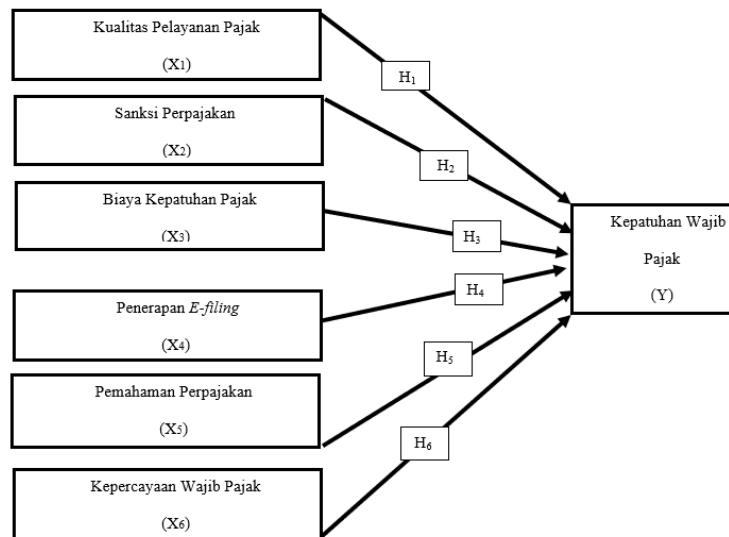 Kualitas Pelayanan Pajak
(X1)
H1
Sanksi Perpajakan
(X2)
H2
Biaya Kepatuhan Pajak
(X3)
H3
Kepatuhan Wajib
Pajak
(Y)
Penerapan E-filing
(X4)
H4
Pemahaman Perpajakan
(X5)
H5
Kepercayaan Wajib Pajak
(X6)
H6